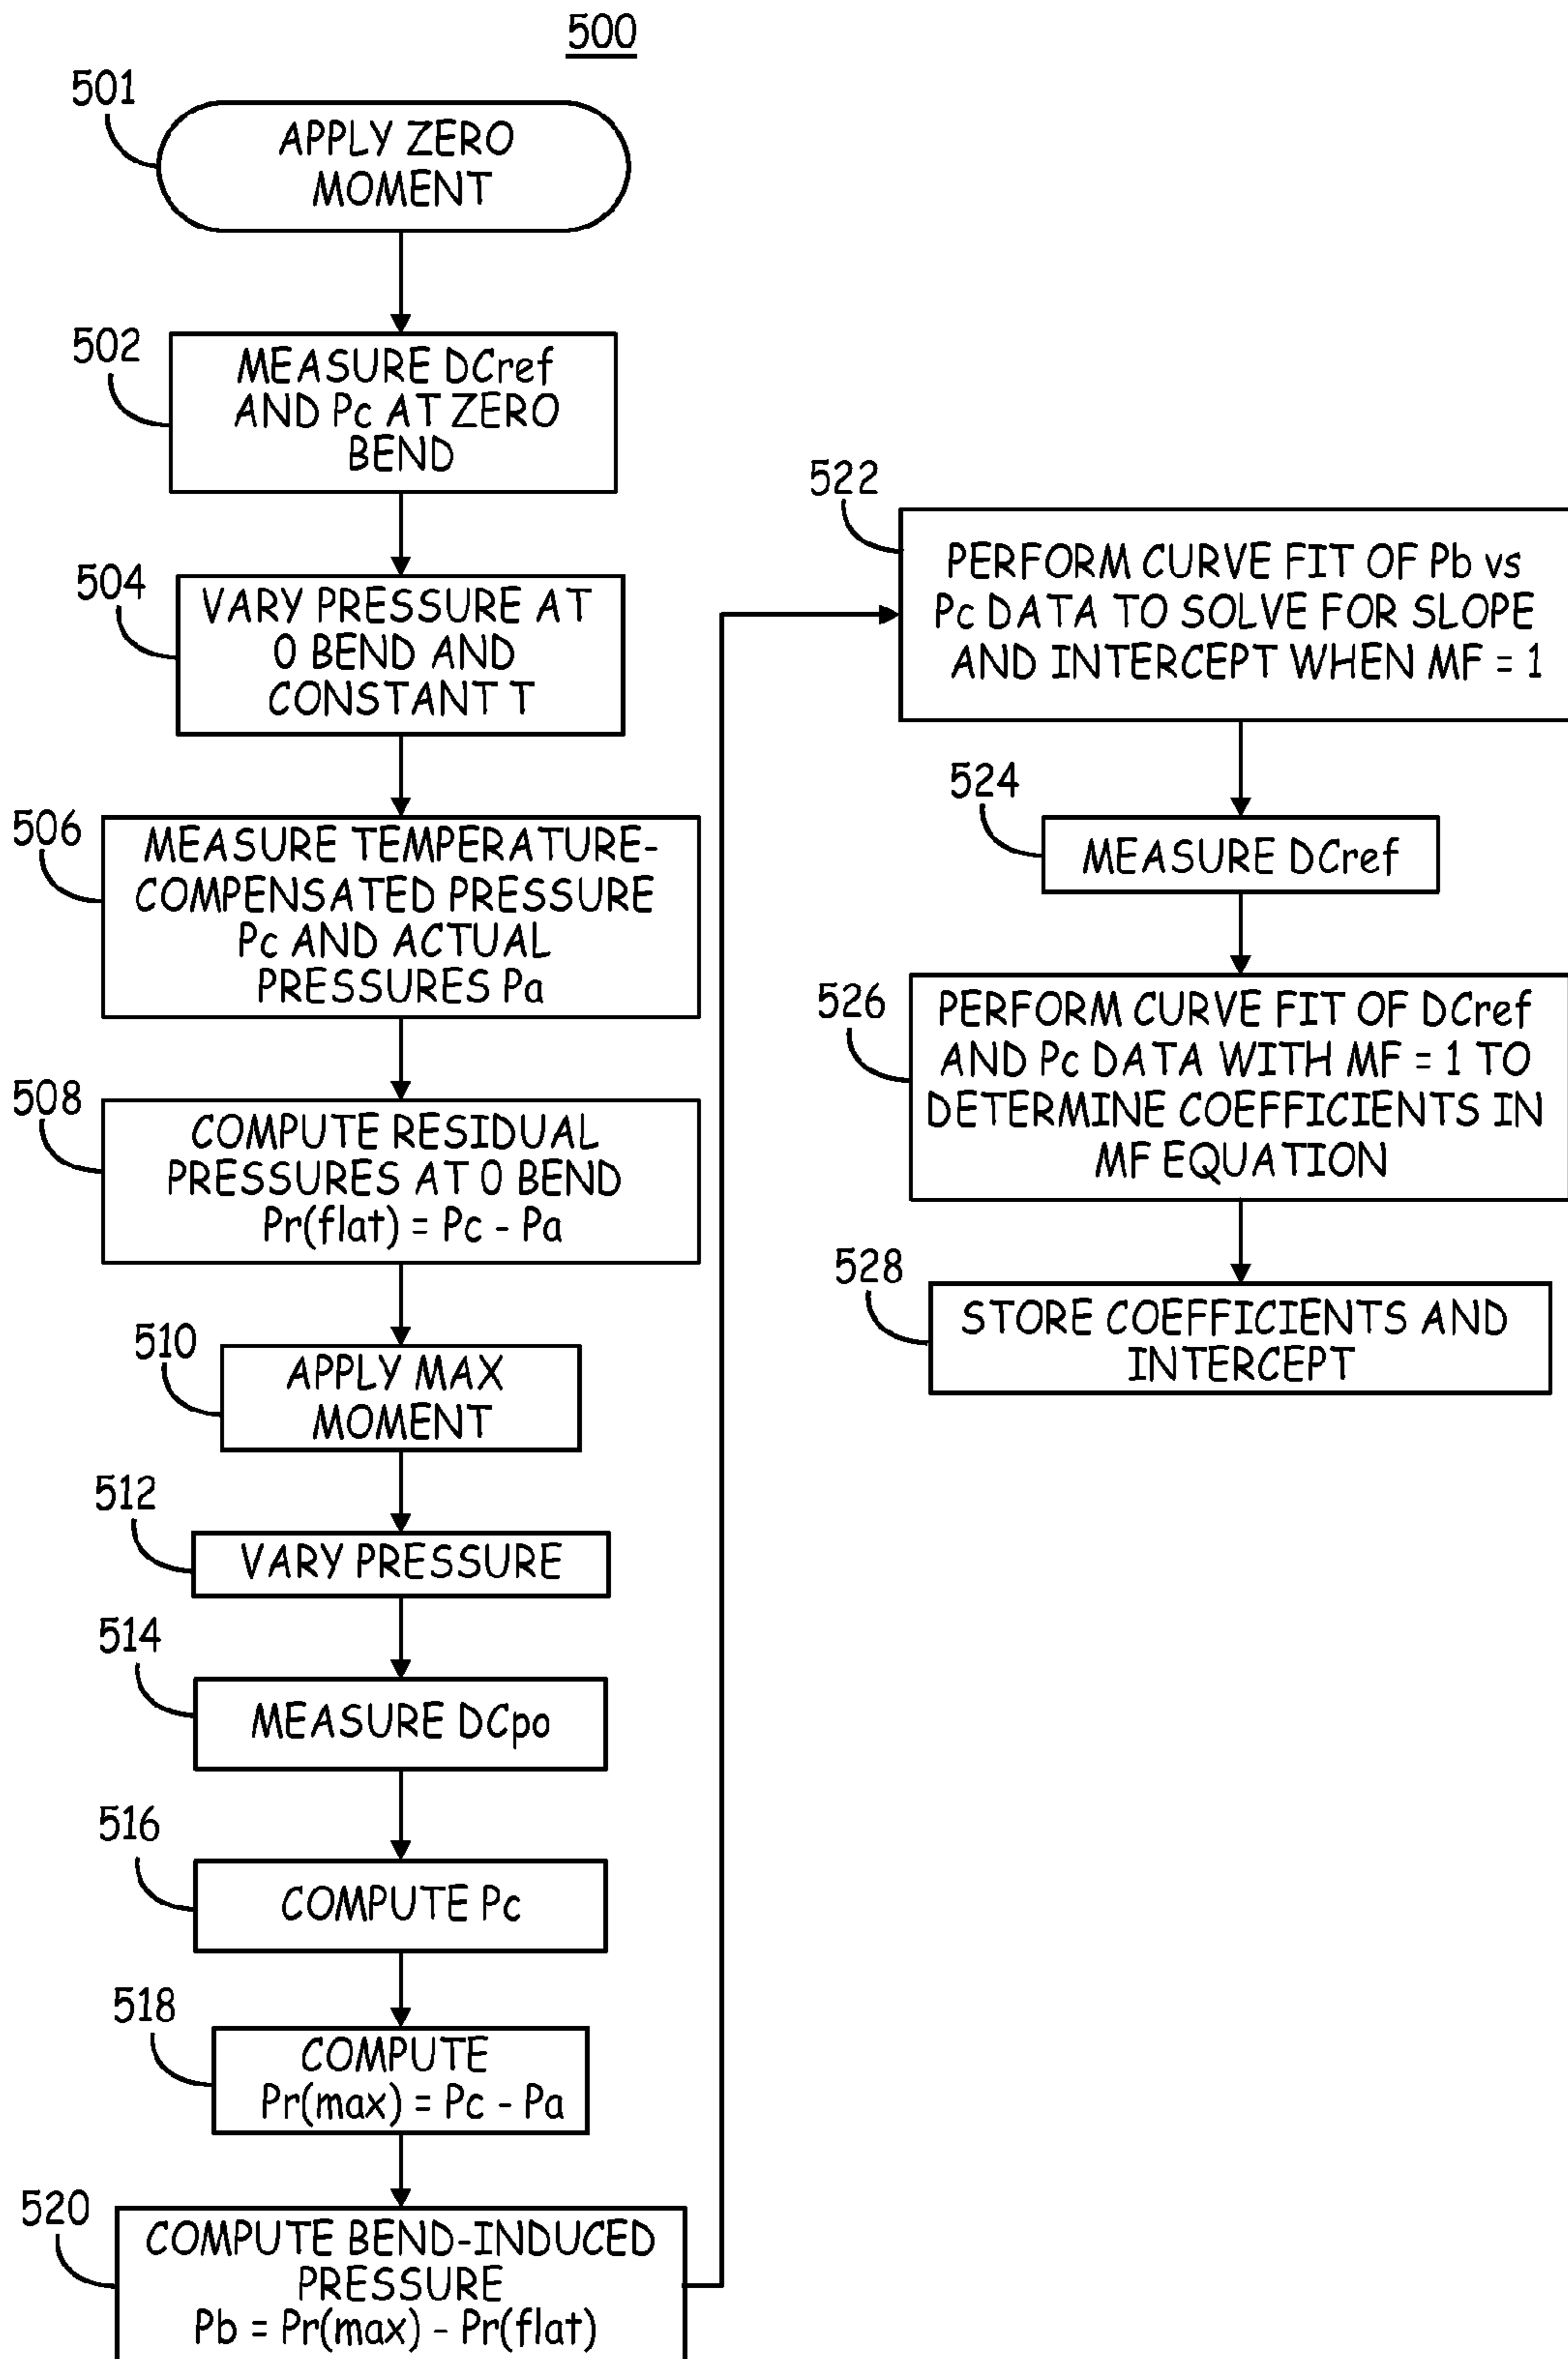 500
501
APPLY ZERO
MOMENT
502
MEASURE DCref
AND Pc AT ZERO
BEND
504
VARY PRESSURE AT
0 BEND AND
CONSTANT T
506
MEASURE TEMPERATURE-
COMPENSATED PRESSURE
Pc AND ACTUAL
PRESSURES Pa
508
COMPUTE RESIDUAL
PRESSURES AT 0 BEND
Pr(flat) = Pc - Pa
510
APPLY MAX
MOMENT
512
VARY PRESSURE
514
MEASURE DCpo
516
COMPUTE Pc
518
COMPUTE
Pr(max) = Pc - Pa
520
COMPUTE BEND-INDUCED
PRESSURE
Pb = Pr(max) - Pr(flat)
522
PERFORM CURVE FIT OF Pb vs
Pc DATA TO SOLVE FOR SLOPE
AND INTERCEPT WHEN MF = 1
524
MEASURE DCref
526
PERFORM CURVE FIT OF DCref
AND Pc DATA WITH MF = 1 TO
DETERMINE COEFFICIENTS IN
MF EQUATION
528
STORE COEFFICIENTS AND
INTERCEPT